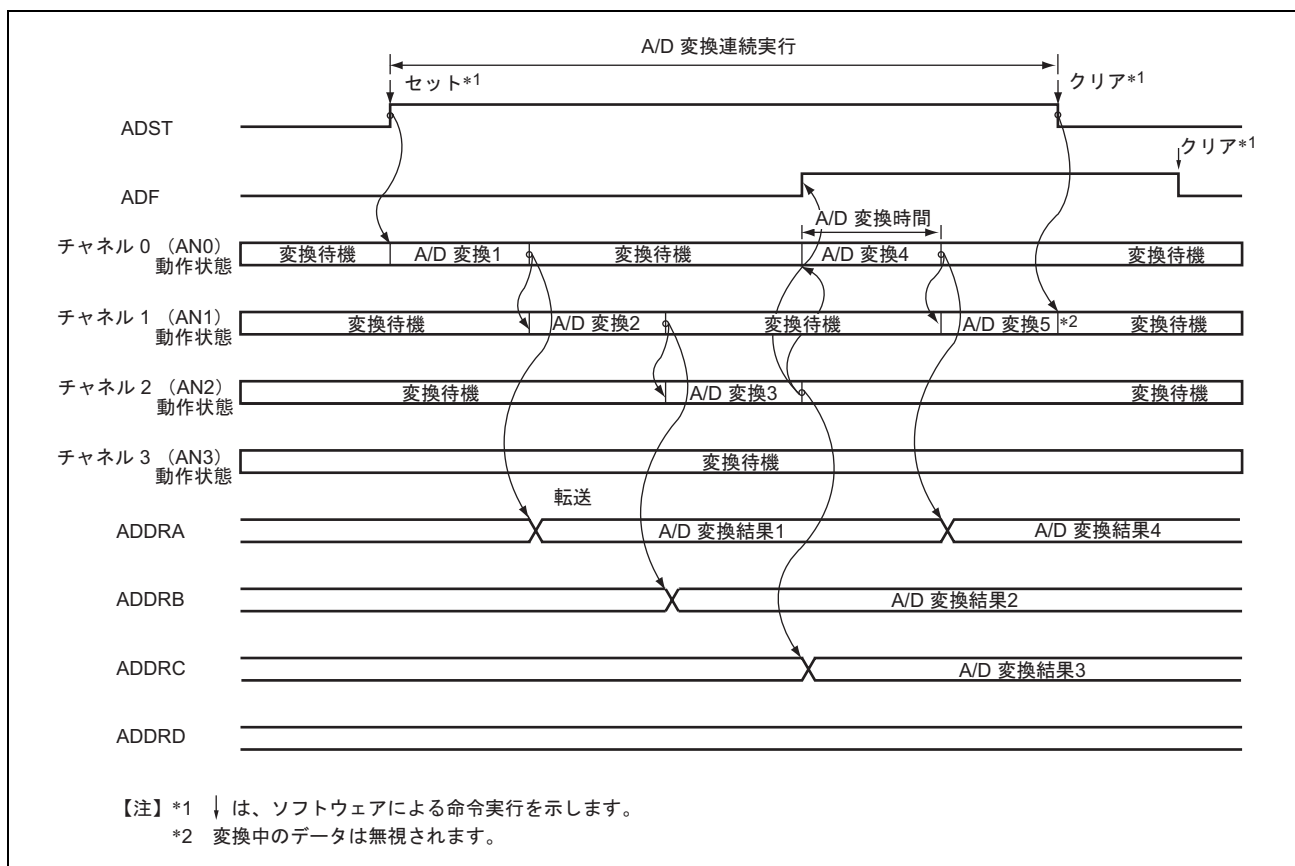 A/D 変換連続実行
セット*1
クリア*1
ADST
クリア*1
ADF
A/D 変換時間
チャネル 0 （AN0）
動作状態
変換待機
A/D 変換1
変換待機
A/D 変換4
変換待機
チャネル 1 （AN1）
動作状態
変換待機
A/D 変換2
変換待機
A/D 変換5
*2
変換待機
チャネル 2 （AN2）
動作状態
変換待機
A/D 変換3
変換待機
チャネル 3 （AN3）
動作状態
変換待機
転送
ADDRA
A/D 変換結果1
A/D 変換結果4
ADDRB
A/D 変換結果2
ADDRC
A/D 変換結果3
ADDRD
【注】*1 ↓ は、ソフトウェアによる命令実行を示します。
*2 変換中のデータは無視されます。